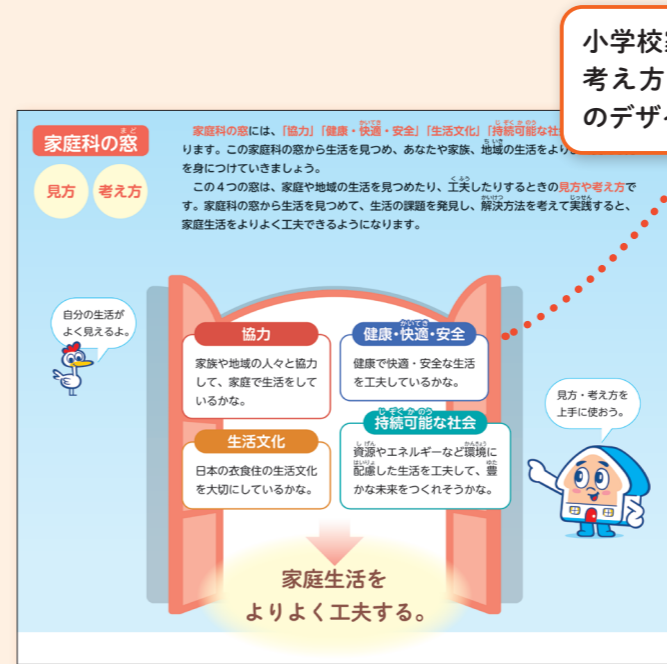 小学校
考え方
のデザ
家庭科の窓
見方
考え方
家庭科の窓には、「協力」「健康・快適・安全」「生活文化」「持続可能な社
ります。この家庭科の窓から生活を見つめ、あなたや家族、地域の生活をより
を身につけていきましょう。
この4つの窓は、家庭や地域の生活を見つめたり、工夫したりするときの見方や考え方で
す。家庭科の窓から生活を見つめて、生活の課題を発見し、解決方法を考えて実践すると、
家庭生活をよりよく工夫できるようになります。
自分の生活が
よく見えるよ。
協力
家族や地域の人々と協力
して、家庭で生活をして
いるかな。
健康・快適・安全
健康で快適・安全な生活
を工夫しているかな。
生活文化
日本の衣食住の生活文化
を大切にしているかな。
持続可能な社会
資源やエネルギーなど環境に
配慮した生活を工夫して、豊
かな未来をつくれそうかな。
見方・考え方を
上手に使おう。
家庭生活を
よりよく工夫する。